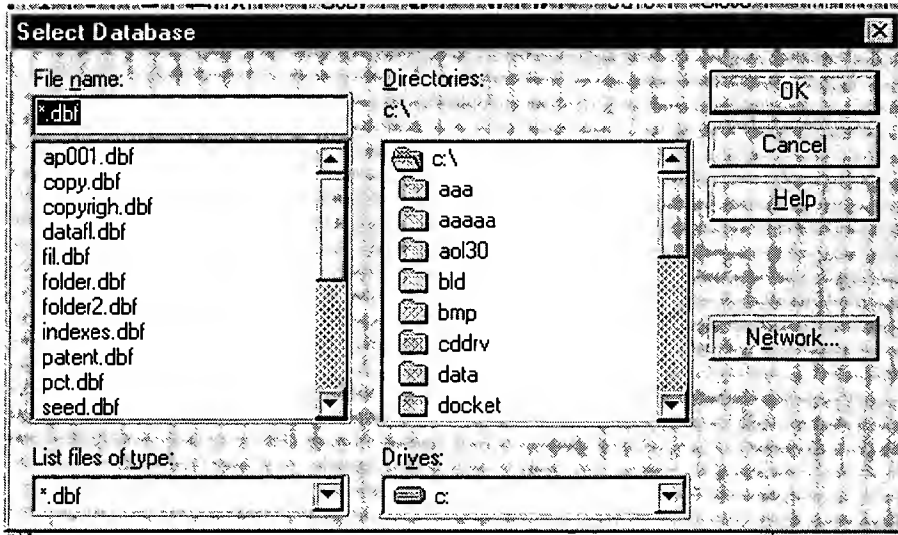 Select Database
File name:
*.dbf
ap001.dbf
copy.dbf
copyrigh.dbf
datafl.dbf
fil.dbf
folder.dbf
folder2.dbf
indexes.dbf
patent.dbf
pct.dbf
seed.dbf
List files of type:
*.dbf
Directories:
c:\
c:\
aaa
aaaaa
aol30
bld
bmp
cddrv
data
docket
Drives:
c:
OK
Cancel
Help
Network...